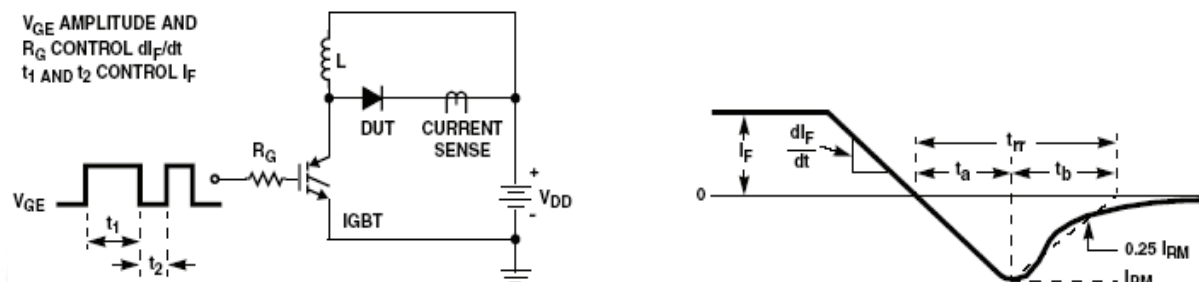 VGE AMPLITUDE AND
RG CONTROL dIF/dt
t1 AND t2 CONTROL IF
L
DUT
CURRENT
SENSE
RG
VGE
t1
t2
IGBT
+
VDD
-
IF
dIF
dt
trr
ta
tb
0
0.25 IRM
IRM